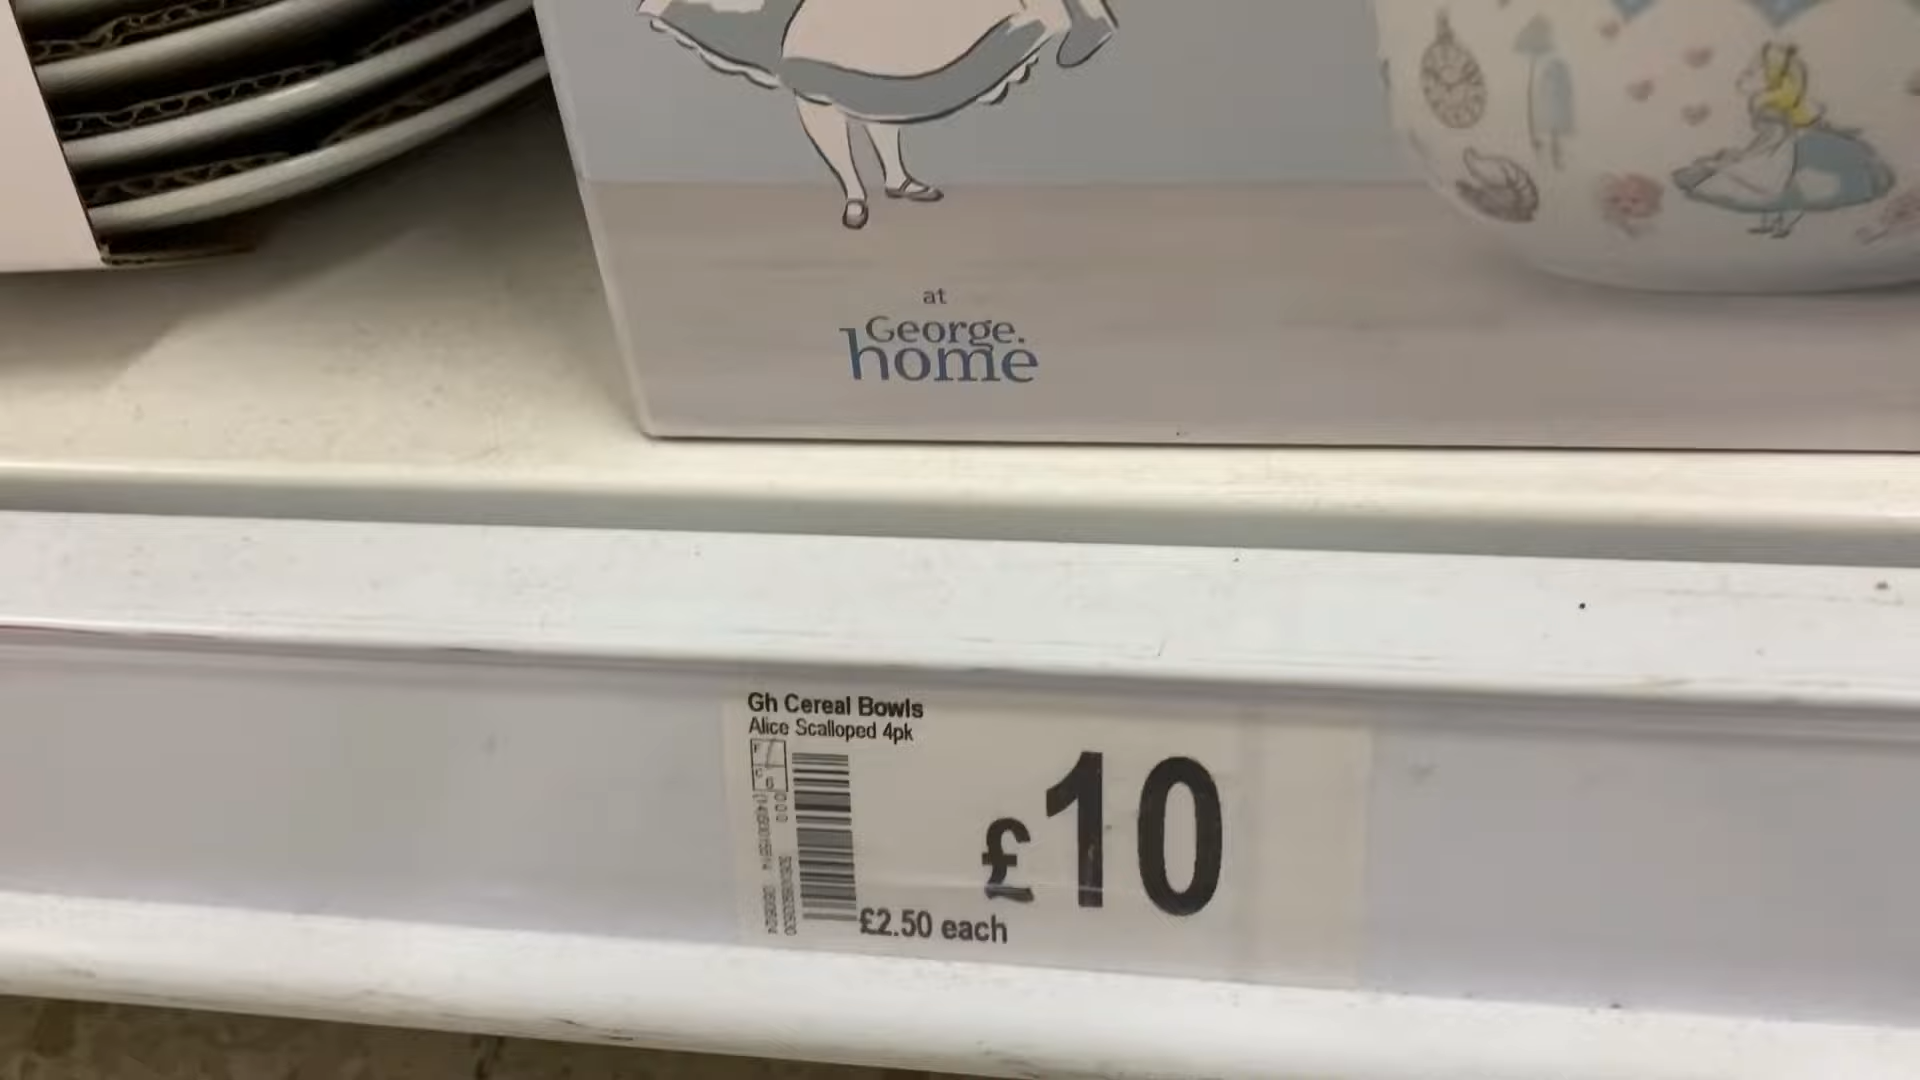 at
George.
home
Gh Cereal Bowls
Alice Scalloped 4pk
£10
£2.50 each